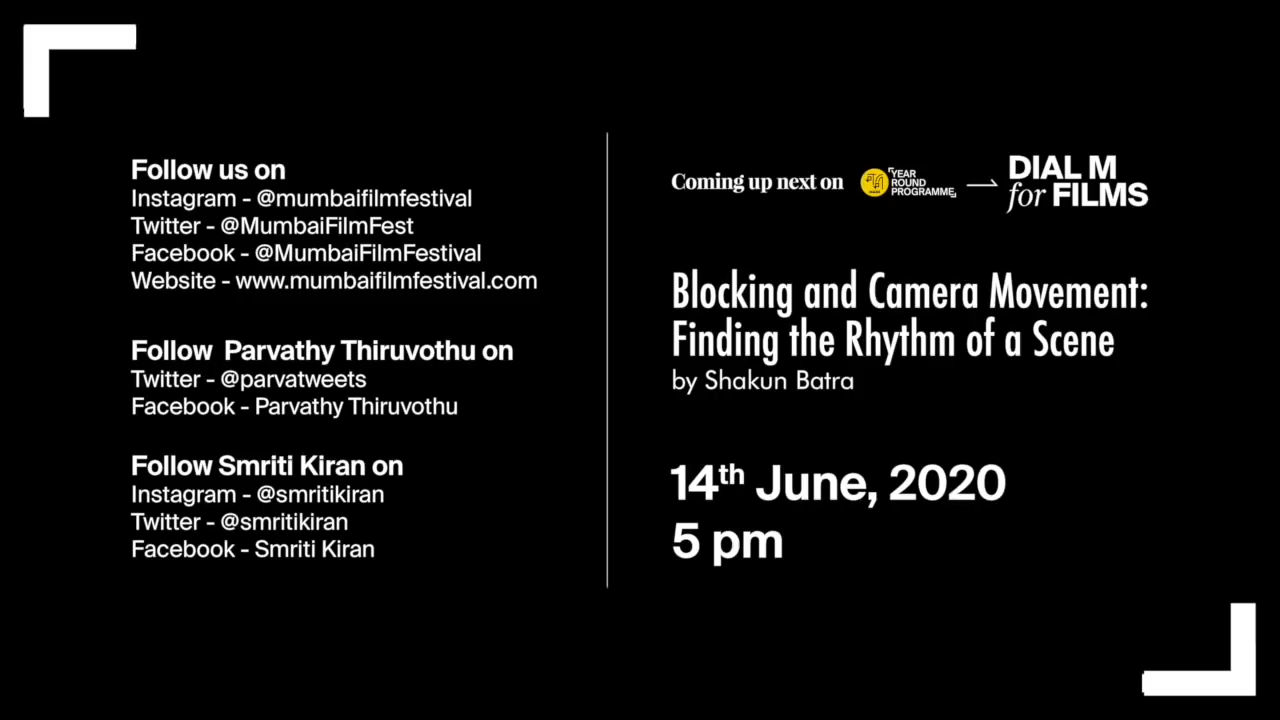 Follow us on
Instagram - @mumbaifilmfestival
Twitter - @MumbaiFilmFest
Facebook - @MumbaiFilmFestival
Website - www.mumbaifilmfestival.com
Follow Parvathy Thiruvothu on
Twitter - @parvatweets
Facebook - Parvathy Thiruvothu
Follow Smriti Kiran on
Instagram - @smritikiran
Twitter - @smritikiran
Facebook - Smriti Kiran
Coming up next on
YEAR
ROUND
PROGRAMME
DIAL M
for FILMS
Blocking and Camera Movement:
Finding the Rhythm of a Scene
by Shakun Batra
14th June, 2020
5 pm